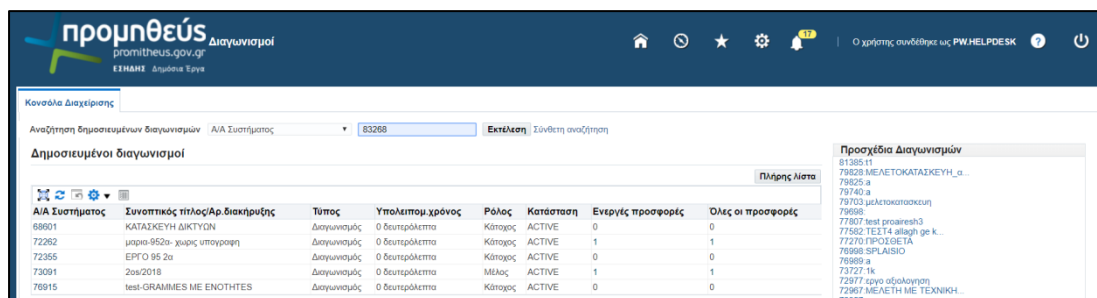 προμηθεύς Διαγωνισμοί
promitheus.gov.gr
ΕΣΗΔΗΣ Δημόσια Έργα
17
Ο χρήστης συνδέθηκε ως PW.HELPDESK ?
Κονσόλα Διαχείρισης
Αναζήτηση δημοσιευμένων διαγωνισμών Α/Α Συστήματος 83268 Εκτέλεση Σύνθετη αναζήτηση
Δημοσιευμένοι διαγωνισμοί
Πλήρης λίστα
Α/Α Συστήματος Συνοπτικός τίτλος/Αρ.διακήρυξης Τύπος Υπολειπομ.χρόνος Ρόλος Κατάσταση Ενεργές προσφορές Όλες οι προσφορές
68601 ΚΑΤΑΣΚΕΥΗ ΔΙΚΤΥΩΝ Διαγωνισμός 0 δευτερόλεπτα Κάτοχος ACTIVE 0 0
72262 μαρια-952α- χωρις υπογραφη Διαγωνισμός 0 δευτερόλεπτα Κάτοχος ACTIVE 1 1
72355 ΕΡΓΟ 95 2α Διαγωνισμός 0 δευτερόλεπτα Κάτοχος ACTIVE 0 0
73091 2os/2018 Διαγωνισμός 0 δευτερόλεπτα Μέλος ACTIVE 1 1
76915 test-GRAMMES ME ENOTHTES Διαγωνισμός 0 δευτερόλεπτα Κάτοχος ACTIVE 0 0
Προσχέδια Διαγωνισμών
81385:t1
79828:ΜΕΛΕΤΟΚΑΤΑΣΚΕΥΗ_α...
79825:a
79740:a
79703:μελετοκατασκευη
79698:
77807:test proairesh3
77582:ΤΕΣΤ4 allagh ge k...
77270:ΠΡΟΣΘΕΤΑ
76998:SPLAISIO
76989:a
73727:1k
72977:εργο αξιολογηση
72967:ΜΕΛΕΤΗ ΜΕ ΤΕΧΝΙΚΗ...